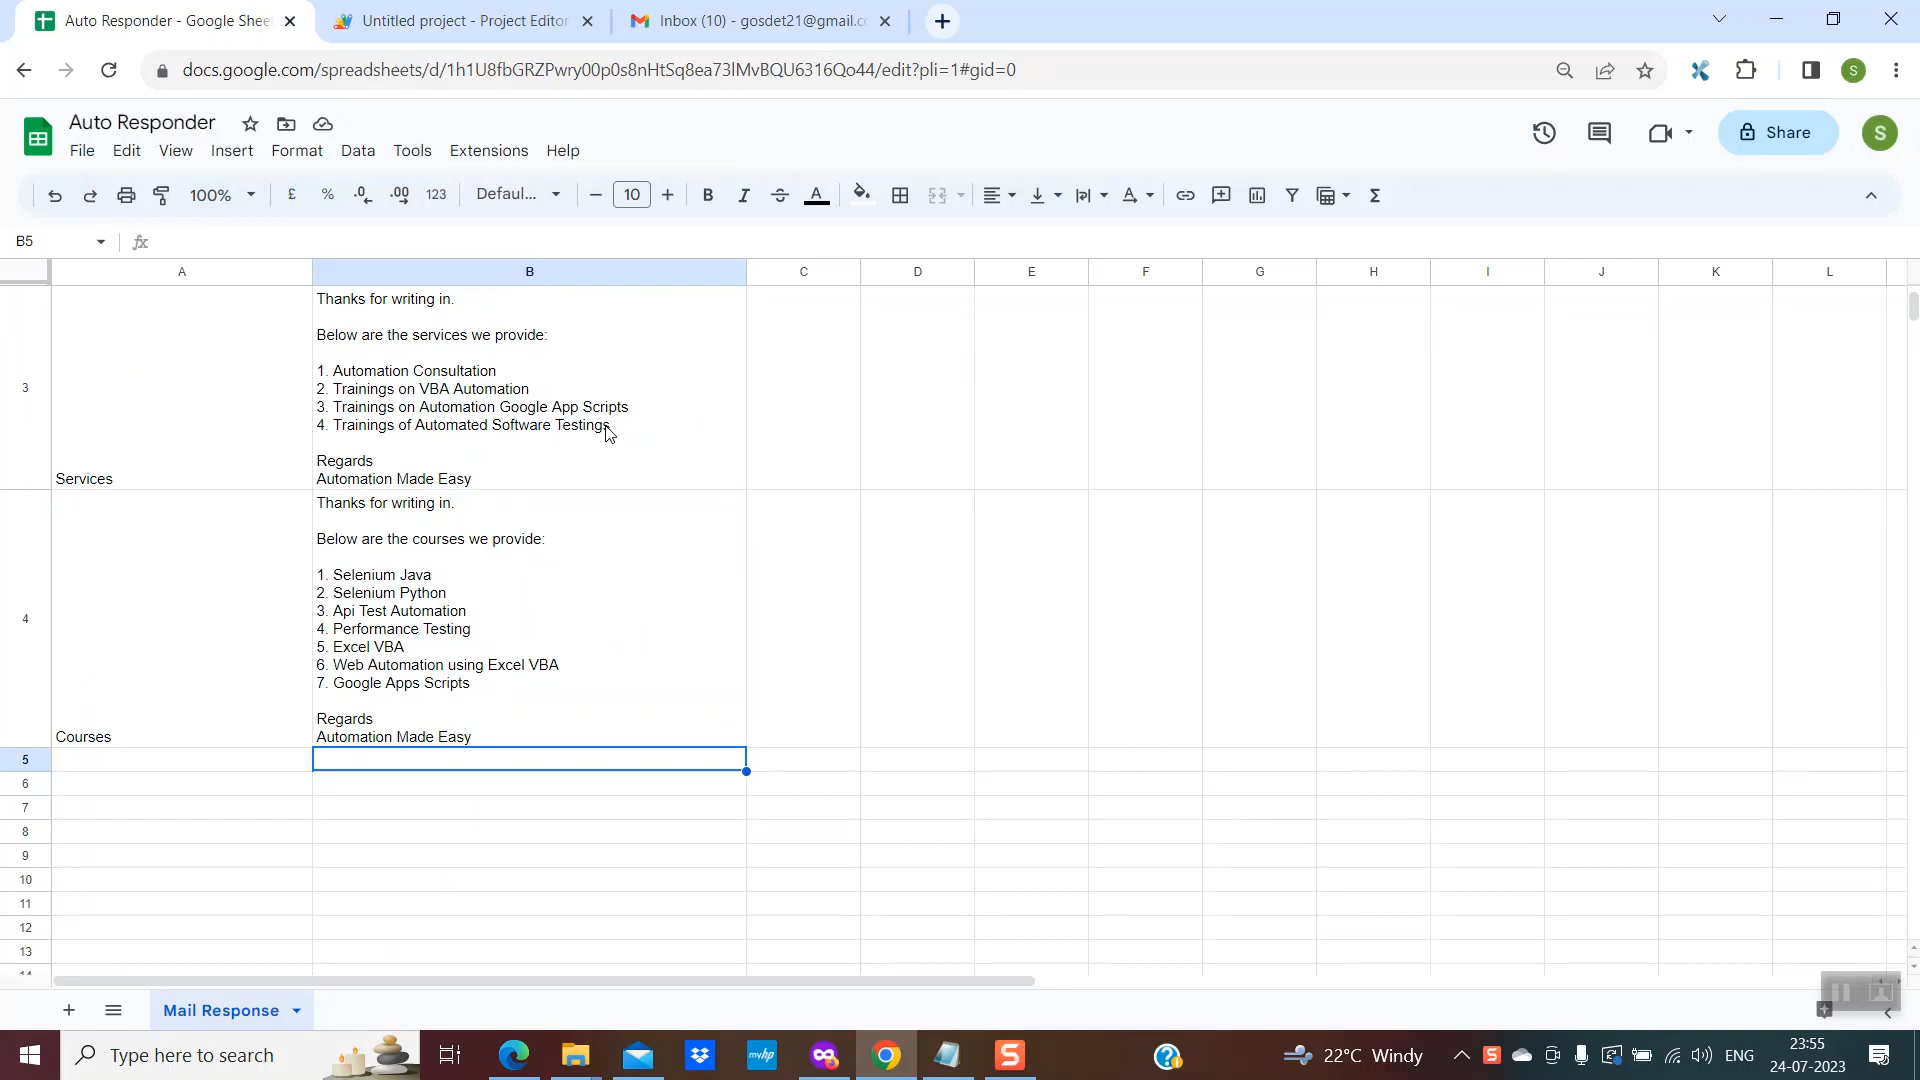 Auto Responder - Google Shee
Untitled project - Project Editor
Inbox (10) - gosdet21@gmail.c
docs.google.com/spreadsheets/d/1h1U8fbGRZPwry00p0s8nHtSq8ea73lMvBQU6316Qo44/edit?pli=1#gid=0
S
Auto Responder
File Edit View Insert Format Data Tools Extensions Help
Share
S
100% £ % .0 .00 123 Defaul... 10 B I A
B5 fx
A B C D E F G H I J K L
3
Thanks for writing in.
Below are the services we provide:
1. Automation Consultation
2. Trainings on VBA Automation
3. Trainings on Automation Google App Scripts
4. Trainings of Automated Software Testings
Regards
Automation Made Easy
Services
4
Thanks for writing in.
Below are the courses we provide:
1. Selenium Java
2. Selenium Python
3. Api Test Automation
4. Performance Testing
5. Excel VBA
6. Web Automation using Excel VBA
7. Google Apps Scripts
Regards
Automation Made Easy
Courses
5
6
7
8
9
10
11
12
13
14
Mail Response
Type here to search
myhp
22°C Windy
ENG
23:55
24-07-2023